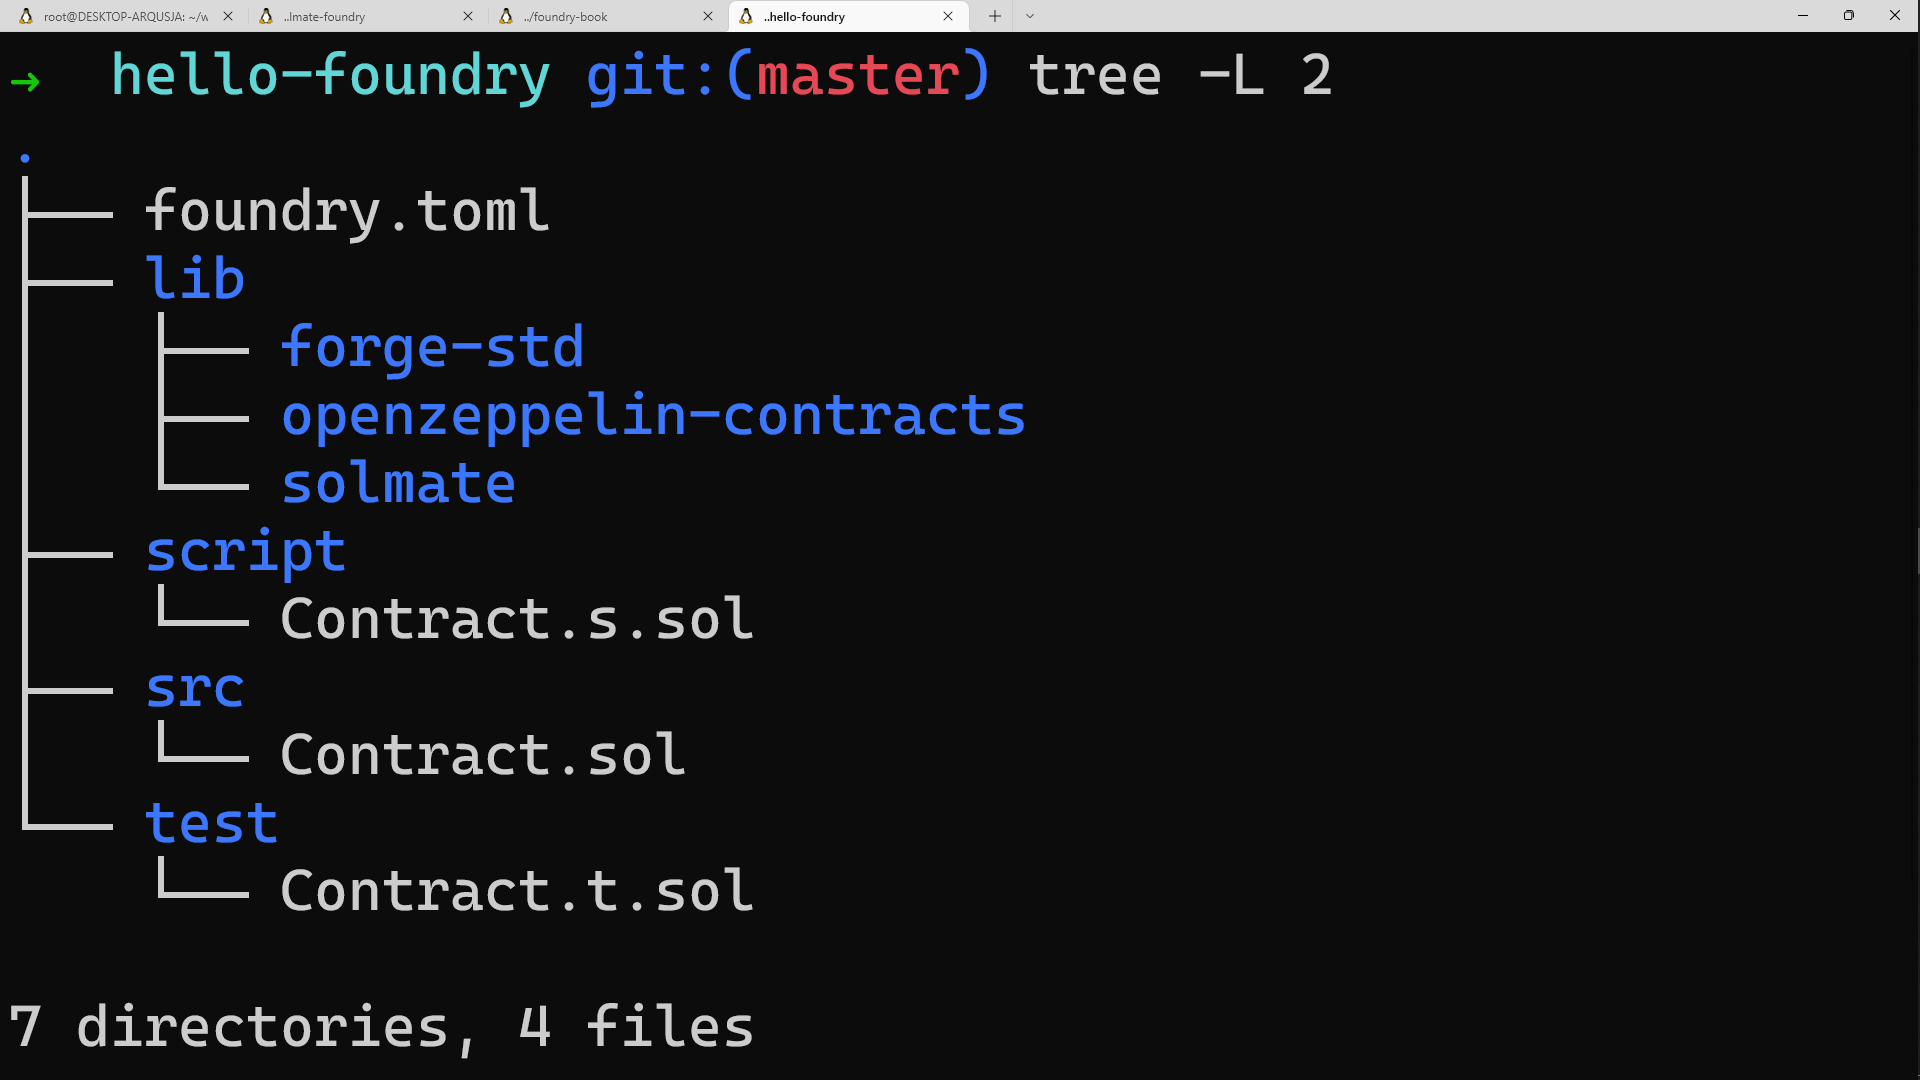 root@DESKTOP-ARQUSJA: ~/w
..lmate-foundry
../foundry-book
..hello-foundry
→ hello-foundry git:(master) tree -L 2
.
├── foundry.toml
├── lib
│   ├── forge-std
│   ├── openzeppelin-contracts
│   └── solmate
├── script
│   └── Contract.s.sol
├── src
│   └── Contract.sol
└── test
    └── Contract.t.sol
7 directories, 4 files